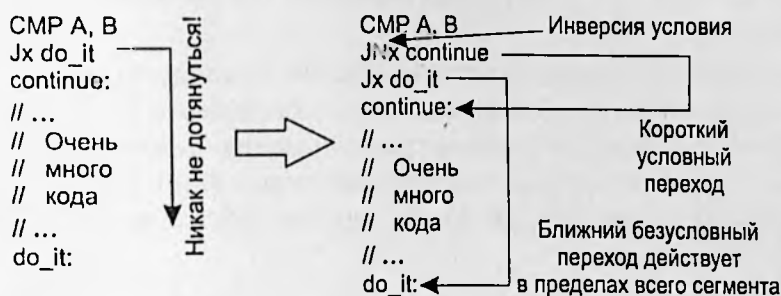 CMP A, B
Jx do_it
continue:
// ...
// Очень
// много
// кода
// ...
do_it:
Никак не дотянуться!
CMP A, B
JNx continue
Jx do_it
continue:
// ...
// Очень
// много
// кода
// ...
do_it:
Инверсия условия
Короткий
условный
переход
Ближний безусловный
переход действует
в пределах всего сегмента